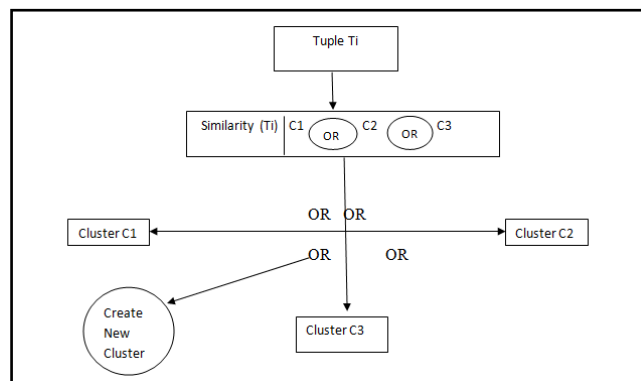 Tuple Ti
Similarity (Ti) C1 OR C2 OR C3
OR OR
Cluster C1 Cluster C2
OR OR
Create
New
Cluster
Cluster C3